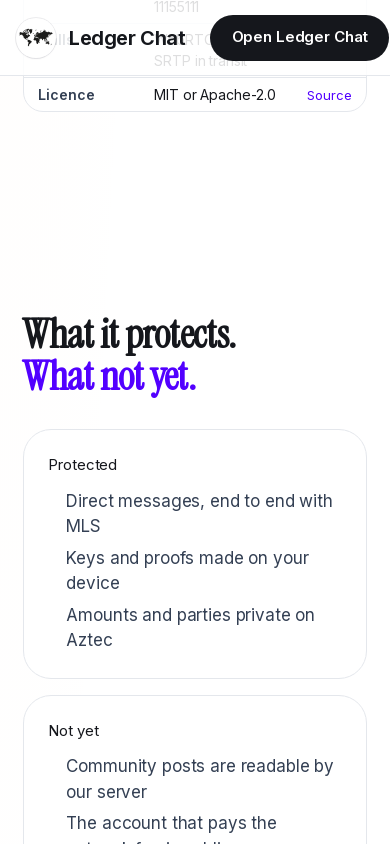 11155111
Ledger Chat
Open Ledger Chat
SRTP in transit
Licence MIT or Apache-2.0 Source
What it protects.
What not yet.
Protected
Direct messages, end to end with
MLS
Keys and proofs made on your
device
Amounts and parties private on
Aztec
Not yet
Community posts are readable by
our server
The account that pays the